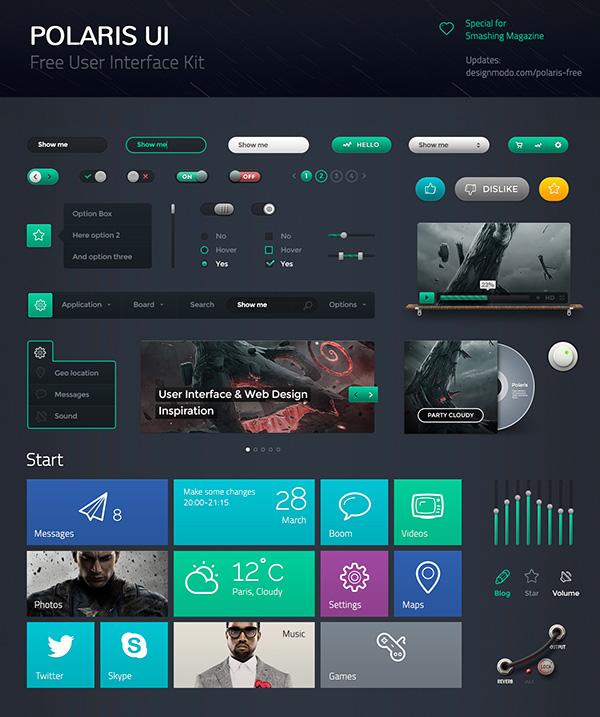 POLARIS UI
Free User Interface Kit
Special for
Smashing Magazine
Updates:
designmodo.com/polaris-free
Show me
Show me
Show me
HELLO
Show me
ON
OFF
1 2 3 4
DISLIKE
Option Box
Here option 2
And option three
No
Hover
Yes
No
Hover
Yes
23%
HD
Application
Board
Search
Show me
Options
Geo location
Messages
Sound
User Interface & Web Design
Inspiration
PARTY CLOUDY
Polaris
Start
8
Messages
Make some changes
20:00-21:15
28
March
Boom
Videos
Photos
12°C
Paris, Cloudy
Settings
Maps
Blog
Star
Volume
Twitter
Skype
Music
Games
OUTPUT
REVERB
LOCK